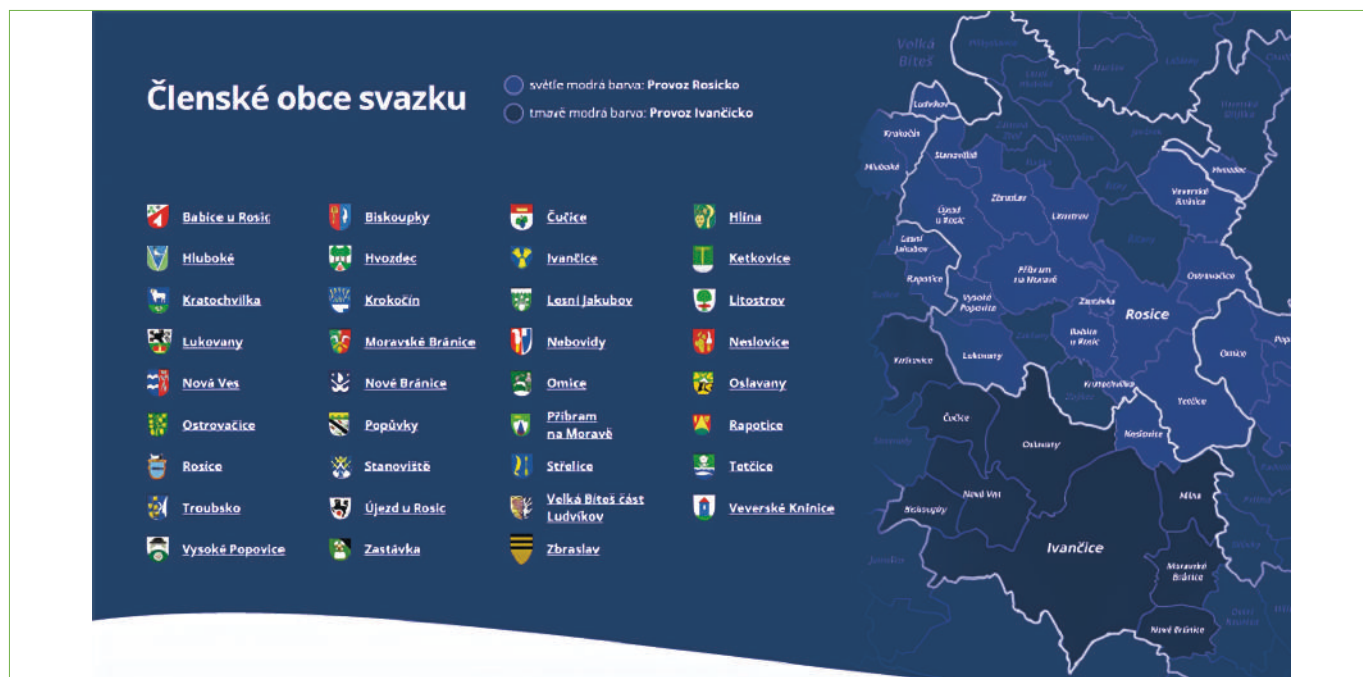 Členské obce svazku
světle modrá barva: Provoz Rosicko
tmavě modrá barva: Provoz Ivančicko
Babice u Rosic
Biskoupky
Čučice
Hlína
Hluboké
Hvozdec
Ivančice
Ketkovice
Kratochvilka
Krokočín
Lesní Jakubov
Litostrov
Lukovany
Moravské Bránice
Nebovidy
Neslovice
Nová Ves
Nové Bránice
Omice
Oslavany
Ostrovačice
Popůvky
Příbram
na Moravě
Rapotice
Rosice
Stanoviště
Střelice
Tetčice
Troubsko
Újezd u Rosic
Velká Bíteš část
Ludvíkov
Veverské Knínice
Vysoké Popovice
Zastávka
Zbraslav
Velká
Bíteš
Ludvíkov
Krokočín
Hluboké
Stanoviště
Zbraslav
Litostrov
Hvozdec
Veverské
Knínice
Újezd
u Rosic
Lesní
Jakubov
Rapotice
Příbram
na Moravě
Vysoké
Popovice
Zastávka
Ostrovačice
Rosice
Babice
u Rosic
Lukovany
Omice
Pop
Ketkovice
Kratochvilka
Tetčice
Čučice
Oslavany
Neslovice
Nová Ves
Hlína
Biskoupky
Ivančice
Moravské
Bránice
Nové Bránice